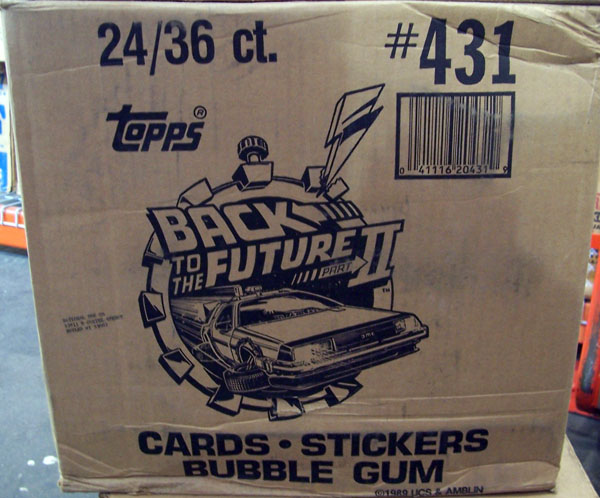 24/36 ct.
#431
topps®
0 41116 20431 9
BACK
TO THE FUTURE
PART II
TM
CARDS • STICKERS
BUBBLE GUM
©1989 UCS & AMBLIN